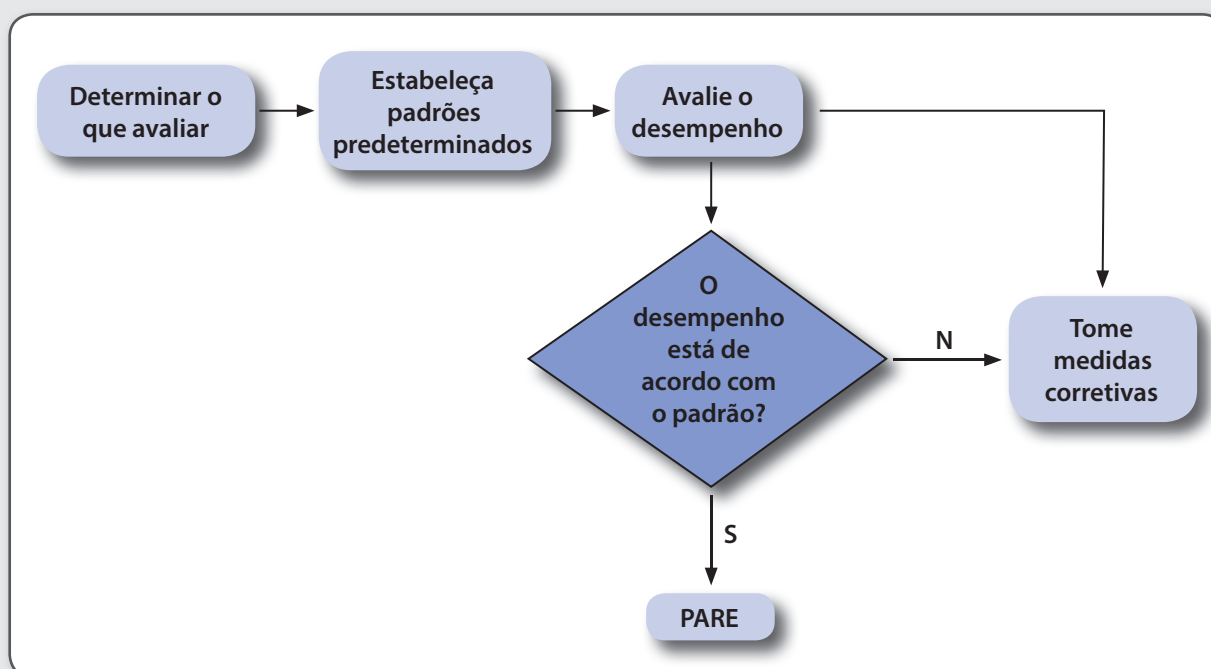 Determinar o
que avaliar
Estabeleça
padrões
predeterminados
Avalie o
desempenho
O
desempenho
está de
acordo com
o padrão?
N
Tome
medidas
corretivas
S
PARE